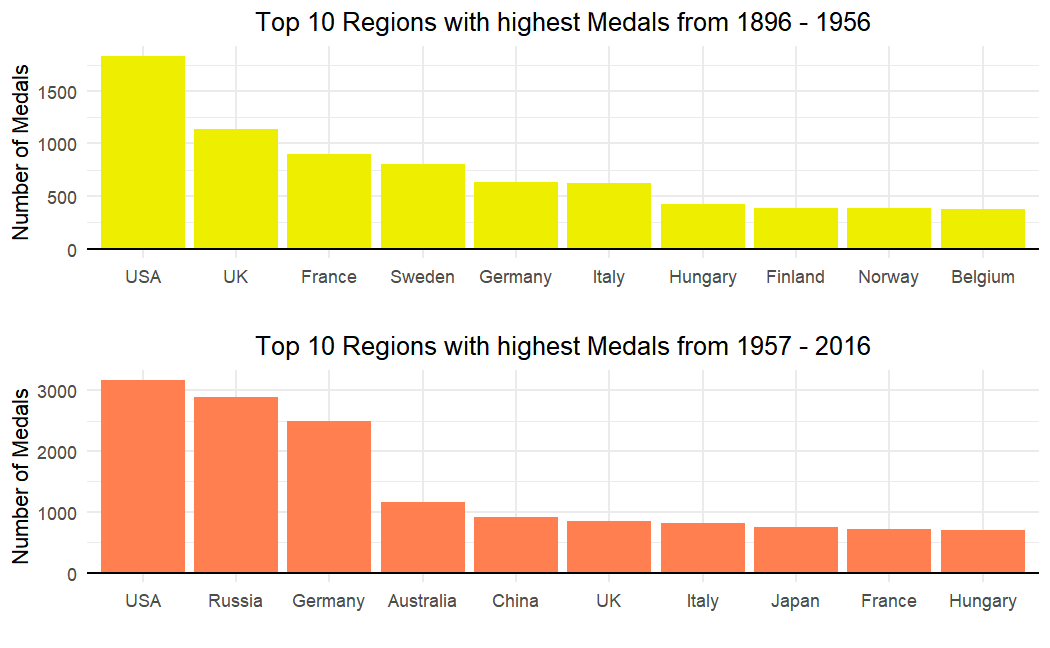 Top 10 Regions with highest Medals from 1896 - 1956
Number of Medals
1500
1000
500
0
USA UK France Sweden Germany Italy Hungary Finland Norway Belgium
Top 10 Regions with highest Medals from 1957 - 2016
Number of Medals
3000
2000
1000
0
USA Russia Germany Australia China UK Italy Japan France Hungary